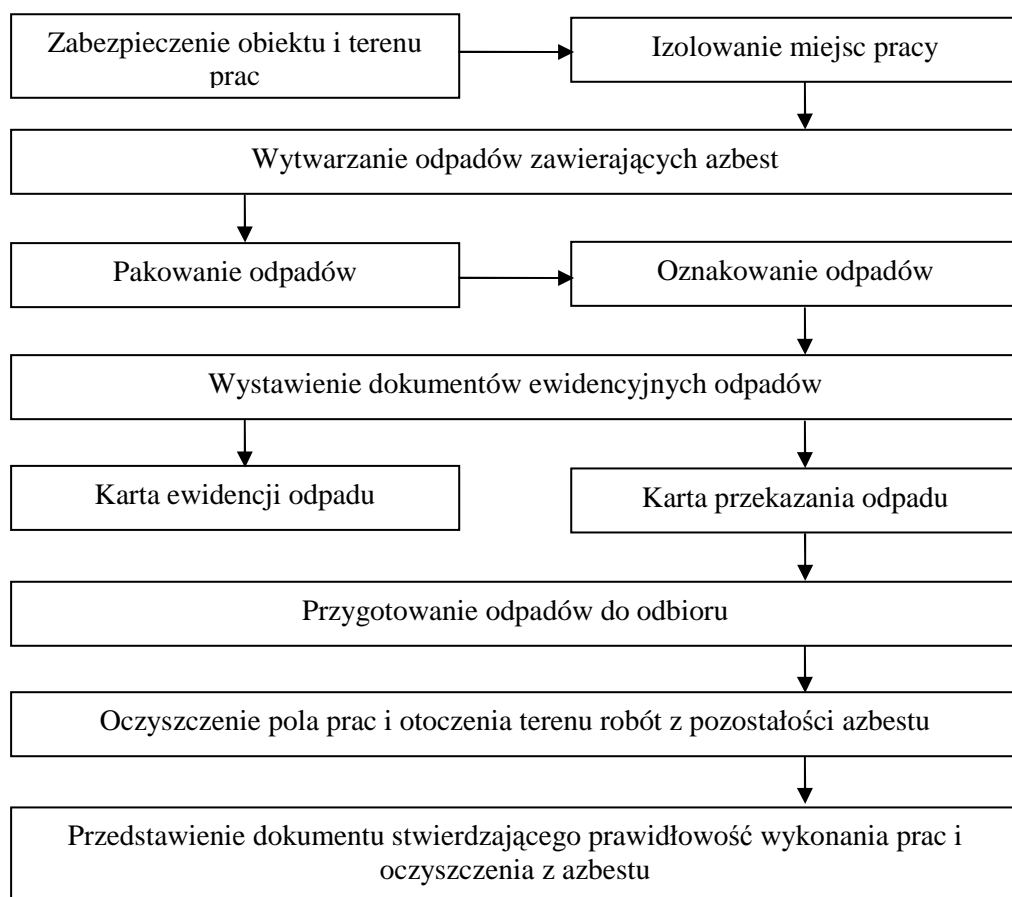 Zabezpieczenie obiektu i terenu
prac
Izolowanie miejsc pracy
Wytwarzanie odpadów zawierających azbest
Pakowanie odpadów
Oznakowanie odpadów
Wystawienie dokumentów ewidencyjnych odpadów
Karta ewidencji odpadu
Karta przekazania odpadu
Przygotowanie odpadów do odbioru
Oczyszczenie pola prac i otoczenia terenu robót z pozostałości azbestu
Przedstawienie dokumentu stwierdzającego prawidłowość wykonania prac i
oczyszczenia z azbestu